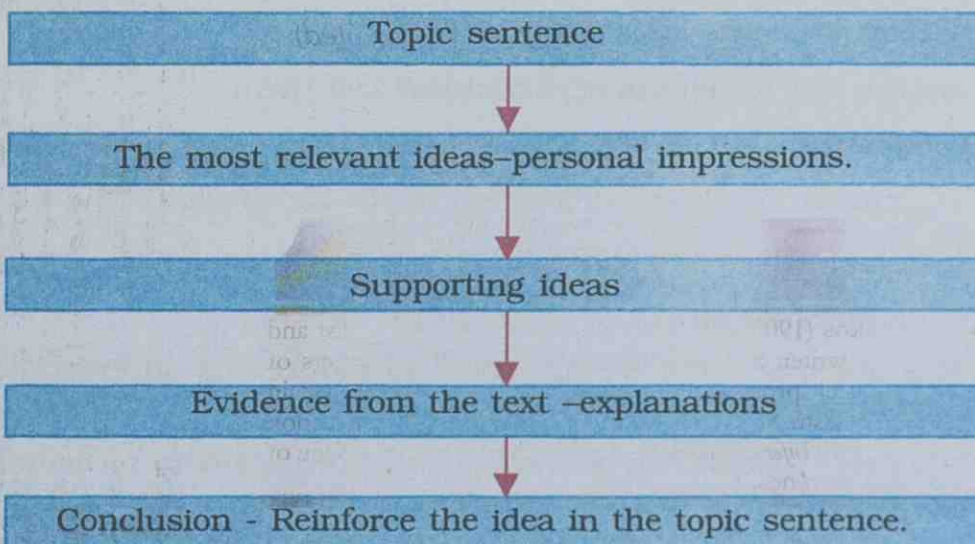 Topic sentence
The most relevant ideas–personal impressions.
Supporting ideas
Evidence from the text –explanations
Conclusion - Reinforce the idea in the topic sentence.